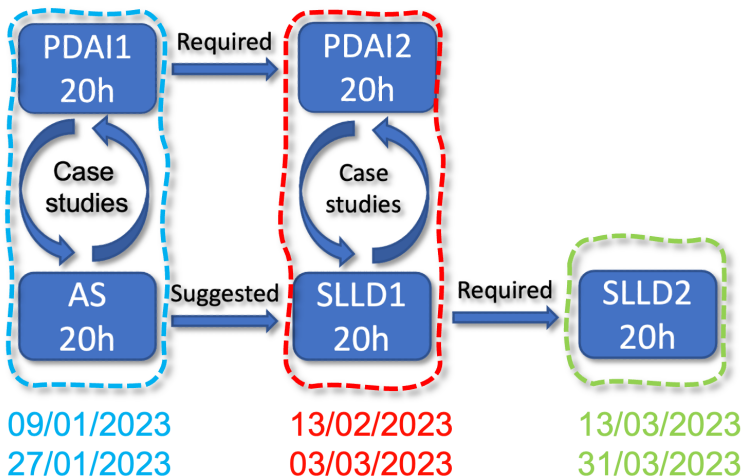 PDAI1
20h
Required
PDAI2
20h
Case
studies
Case
studies
AS
20h
Suggested
SLLD1
20h
Required
SLLD2
20h
09/01/2023
27/01/2023
13/02/2023
03/03/2023
13/03/2023
31/03/2023